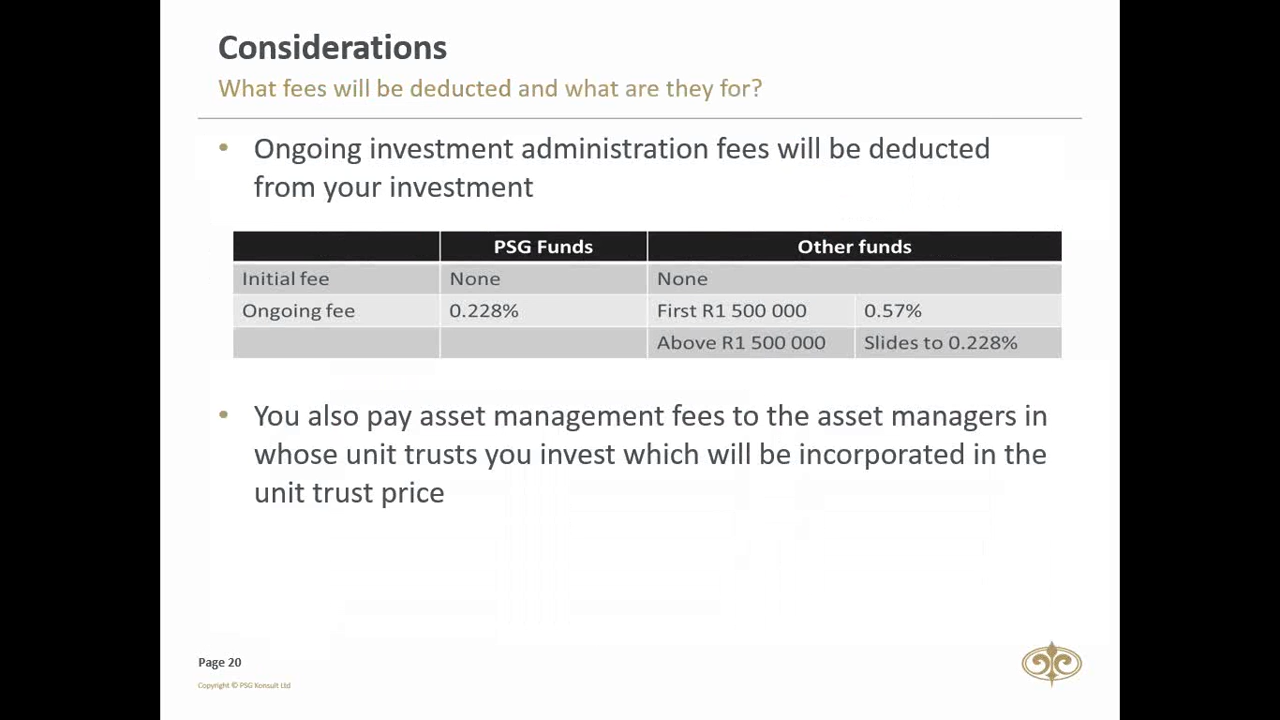 Considerations
What fees will be deducted and what are they for?
• Ongoing investment administration fees will be deducted
from your investment
PSG Funds Other funds
Initial fee None None
Ongoing fee 0.228% First R1 500 000 0.57%
Above R1 500 000 Slides to 0.228%
• You also pay asset management fees to the asset managers in
whose unit trusts you invest which will be incorporated in the
unit trust price
Page 20
Copyright © PSG Konsult Ltd